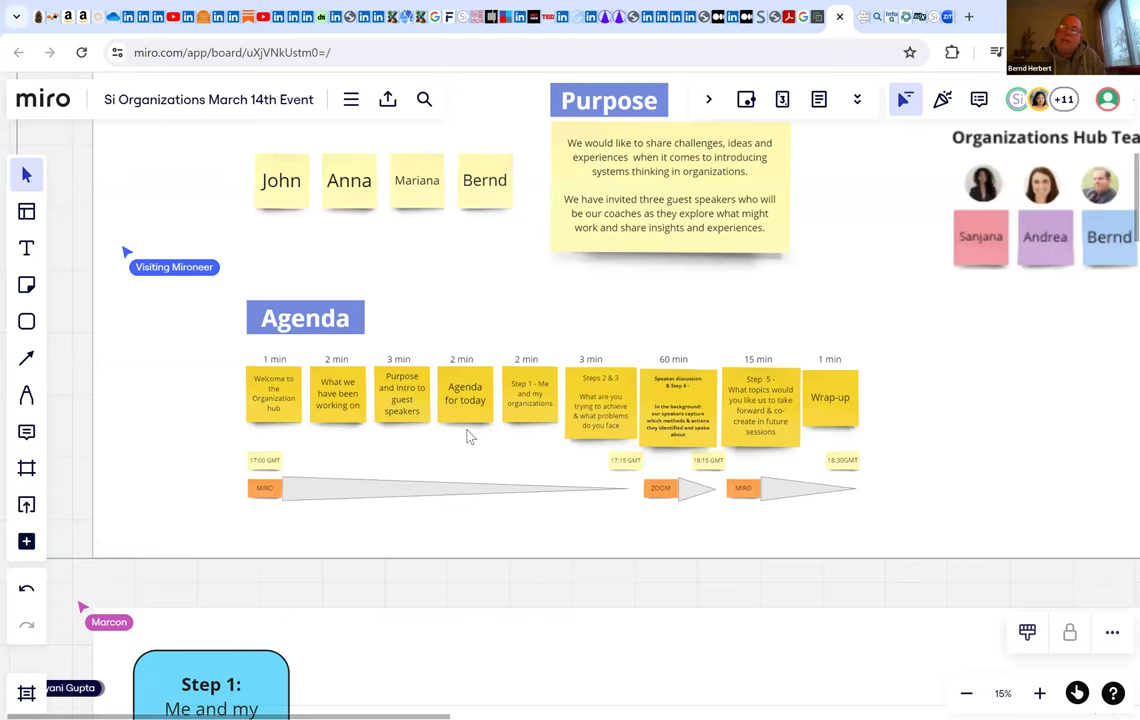 miro.com/app/board/uXjVNkUstm0=/
Bernd Herbert
miro
Si Organizations March 14th Event
Purpose
3
Si
+11
Organizations Hub Tea
We would like to share challenges, ideas and
experiences when it comes to introducing
systems thinking in organizations.
We have invited three guest speakers who will
be our coaches as they explore what might
work and share insights and experiences.
John
Anna
Mariana
Bernd
Sanjana
Andrea
Bernd
Visiting Mironeer
Agenda
1 min
2 min
3 min
2 min
2 min
3 min
60 min
15 min
1 min
Welcome to
the
Organization
hub
What we
have been
working on
Purpose
and Intro to
guest
speakers
Agenda
for today
Step 1 - Me
and my
organizations
Steps 2 & 3
What are you
trying to achieve
& what problems
do you face
Speaker discussion
& Step 4 -
In the background:
our speakers capture
which methods & actions
they identified and spoke
about
Step 5 -
What topics would
you like us to take
forward & co-
create in future
sessions
Wrap-up
17:00 GMT
17:15 GMT
18:15 GMT
18:30GMT
MIRO
ZOOM
MIRO
Marcon
yani Gupta
Step 1:
Me and my
15%